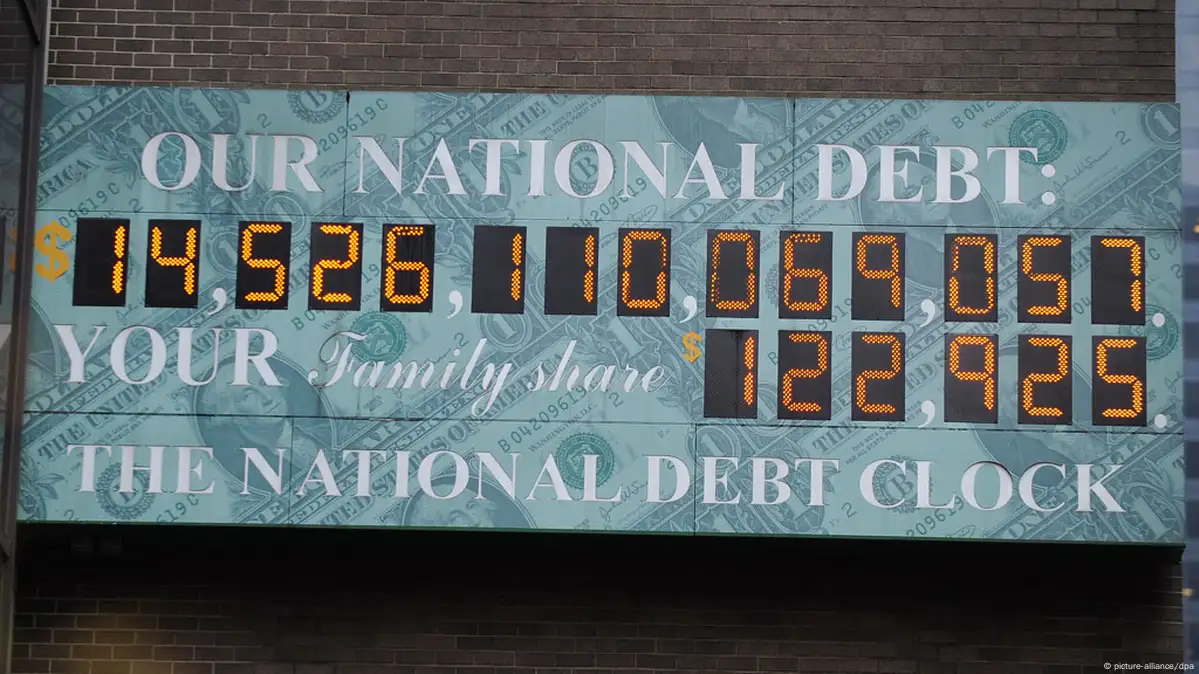 OUR NATIONAL DEBT:
$14,526,110,069,057.
YOUR Family share $122,925.
THE NATIONAL DEBT CLOCK
© picture-alliance/dpa